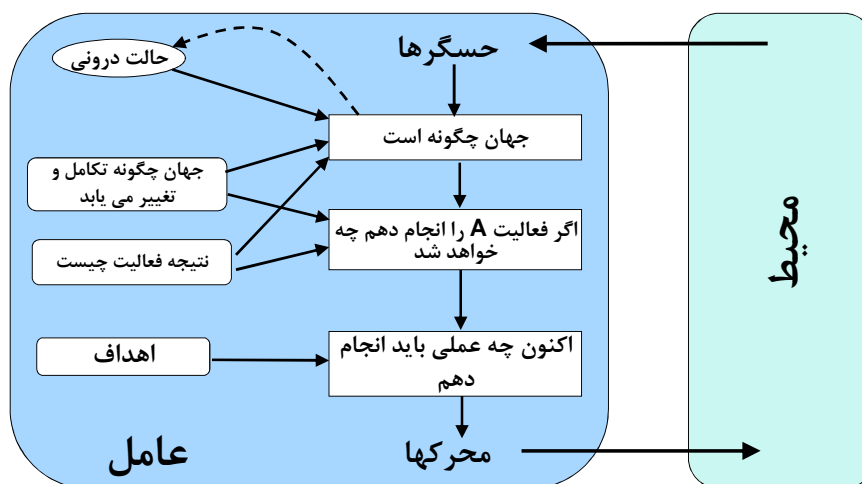 حسگرها
حالت درونی
جهان چگونه است
جهان چگونه تکامل و
تغییر می یابد
اگر فعالیت A را انجام دهم چه
خواهد شد
نتیجه فعالیت چیست
اکنون چه عملی باید انجام
دهم
اهداف
محرکها
عامل
محیط